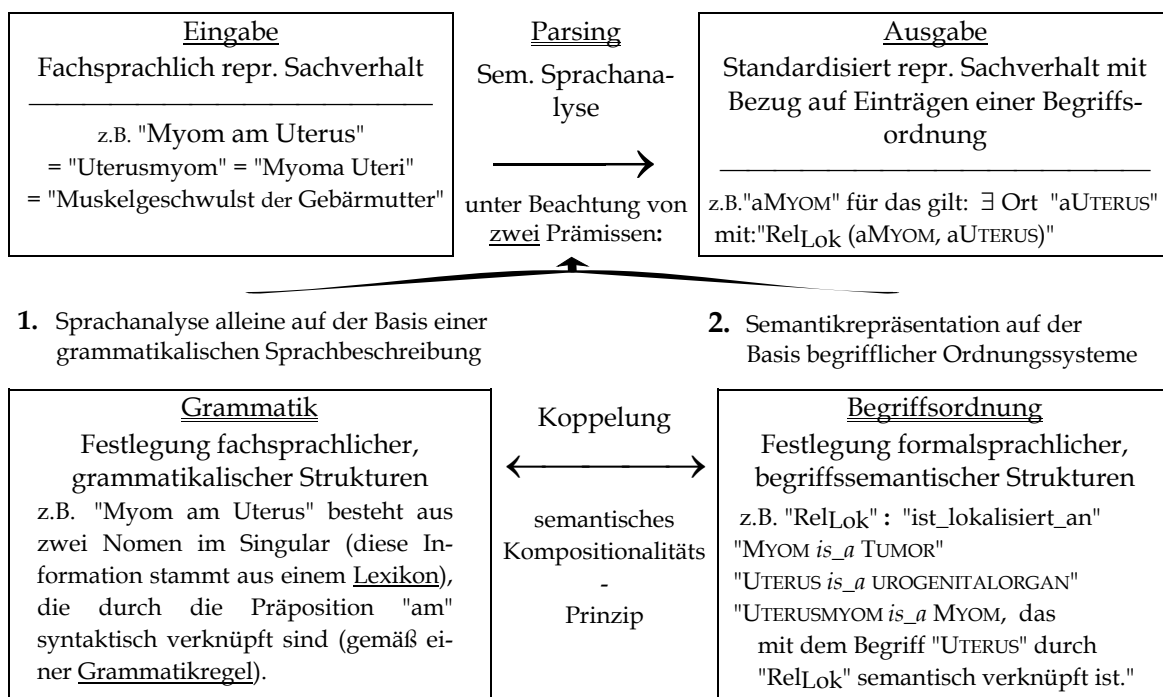 Eingabe
Fachsprachlich repr. Sachverhalt
z.B. "Myom am Uterus"
= "Uterusmyom" = "Myoma Uteri"
= "Muskelgeschwulst der Gebärmutter"
Parsing
Sem. Sprachana-
lyse
unter Beachtung von
zwei Prämissen:
Ausgabe
Standardisiert repr. Sachverhalt mit
Bezug auf Einträgen einer Begriffs-
ordnung
z.B."aMYOM" für das gilt: ∃ Ort "aUTERUS"
mit:"RelLok (aMYOM, aUTERUS)"
1. Sprachanalyse alleine auf der Basis einer
grammatikalischen Sprachbeschreibung
2. Semantikrepräsentation auf der
Basis begrifflicher Ordnungssysteme
Grammatik
Festlegung fachsprachlicher,
grammatikalischer Strukturen
z.B. "Myom am Uterus" besteht aus
zwei Nomen im Singular (diese In-
formation stammt aus einem Lexikon),
die durch die Präposition "am"
syntaktisch verknüpft sind (gemäß ei-
ner Grammatikregel).
Koppelung
semantisches
Kompositionalitäts
-
Prinzip
Begriffsordnung
Festlegung formalsprachlicher,
begriffssemantischer Strukturen
z.B. "RelLok" : "ist_lokalisiert_an"
"MYOM is_a TUMOR"
"UTERUS is_a UROGENITALORGAN"
"UTERUSMYOM is_a MYOM, das
mit dem Begriff "UTERUS" durch
"RelLok" semantisch verknüpft ist."